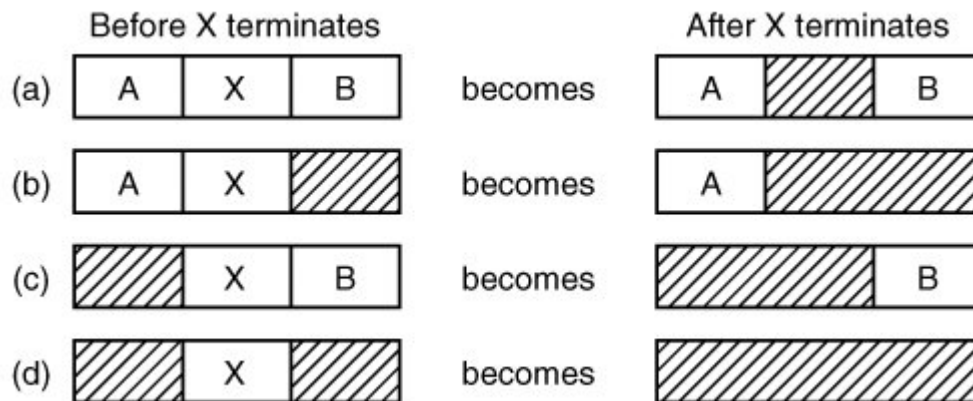 Before X terminates After X terminates
(a) A X B becomes A B
(b) A X becomes A
(c) X B becomes B
(d) X becomes